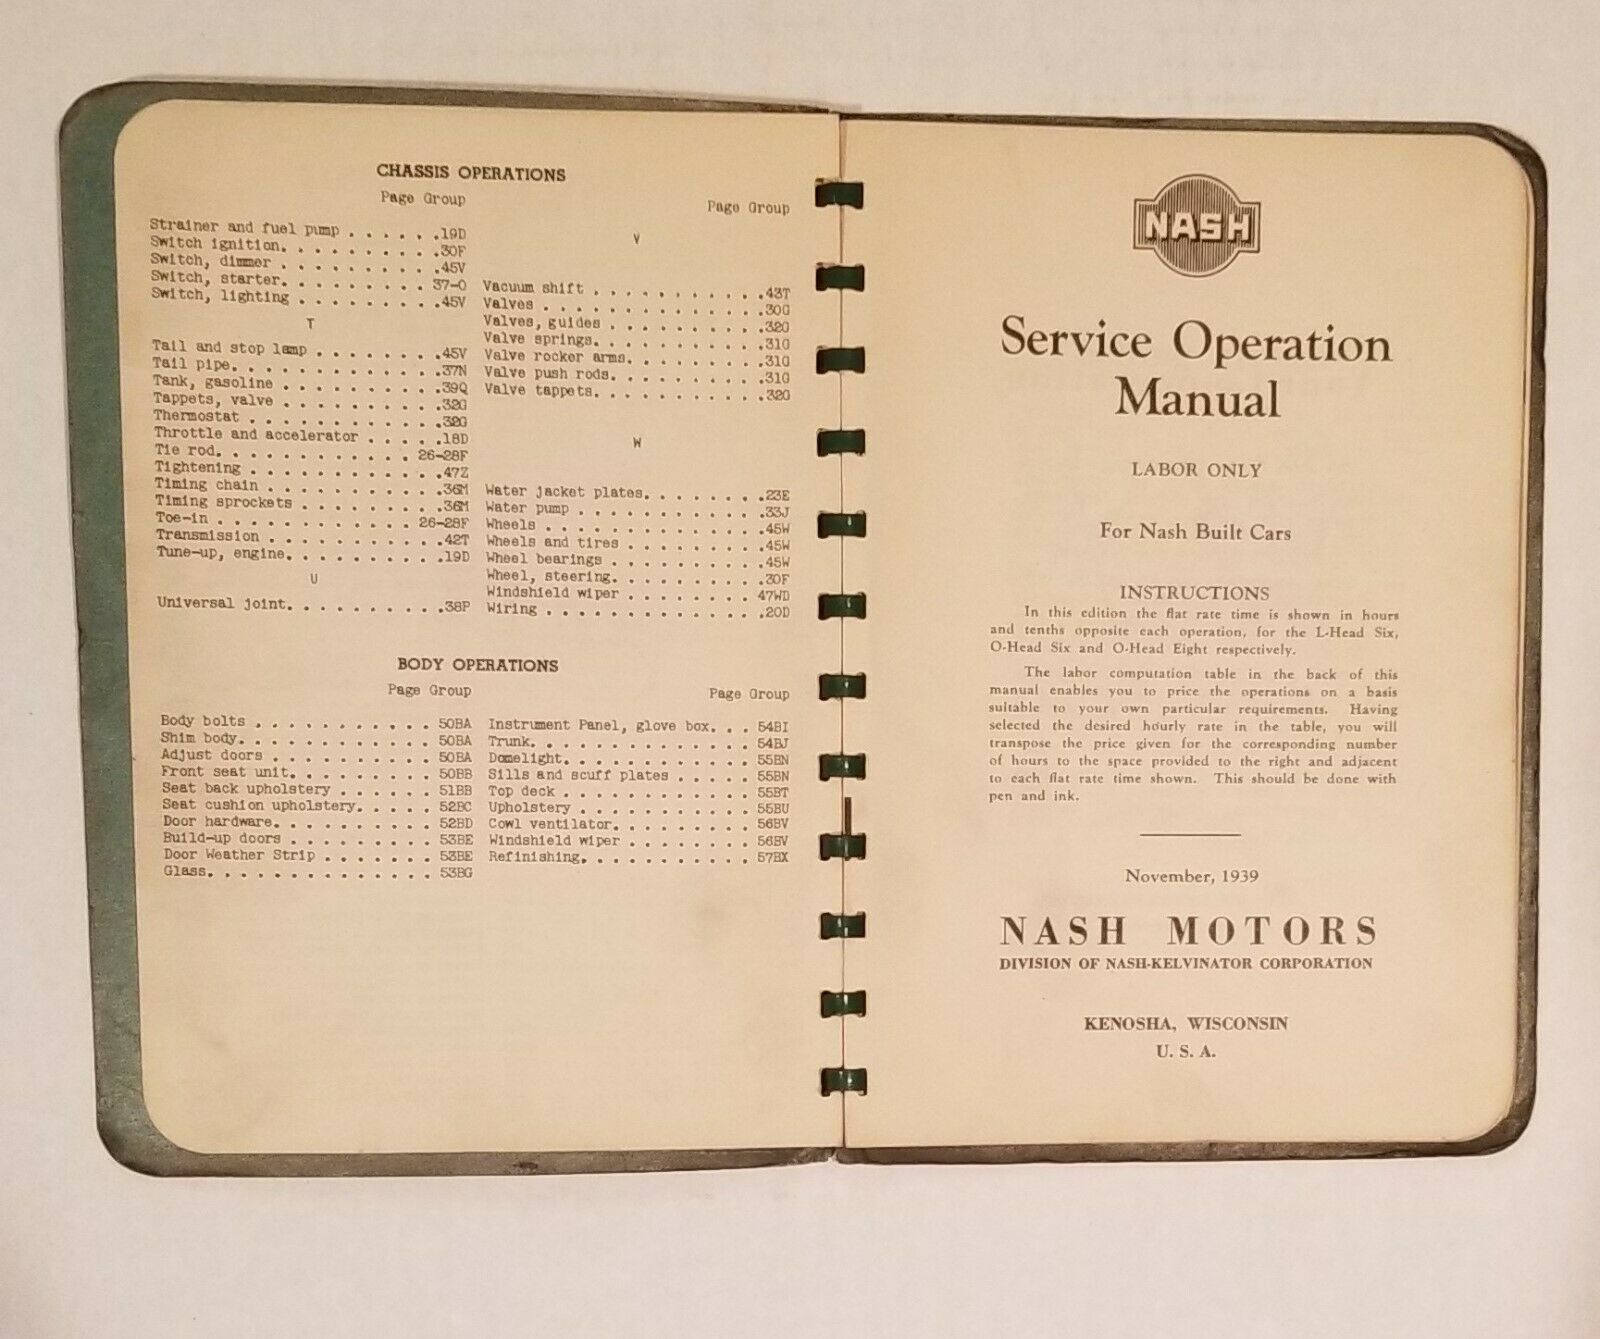 CHASSIS OPERATIONS
Page Group
Strainer and fuel pump . . . . . .19D
Switch ignition. . . . . . . . . .30F
Switch, dimmer . . . . . . . . . .45V
Switch, starter. . . . . . . . . 37-O
Switch, lighting . . . . . . . . .45V
T
Tail and stop lamp . . . . . . . .45V
Tail pipe. . . . . . . . . . . . .37N
Tank, gasoline . . . . . . . . . .39Q
Tappets, valve . . . . . . . . . .32G
Thermostat . . . . . . . . . . . .32G
Throttle and accelerator . . . . .18D
Tie rod. . . . . . . . . . . . 26-28F
Tightening . . . . . . . . . . . .47Z
Timing chain . . . . . . . . . . .36M
Timing sprockets . . . . . . . . .36M
Toe-in . . . . . . . . . . . . 26-28F
Transmission . . . . . . . . . . .42T
Tune-up, engine. . . . . . . . . .19D
U
Universal joint. . . . . . . . . .38P
Page Group
V
Vacuum shift . . . . . . . . . . .43T
Valves . . . . . . . . . . . . . .30G
Valves, guides . . . . . . . . . .32G
Valve springs. . . . . . . . . . .31G
Valve rocker arms. . . . . . . . .31G
Valve push rods. . . . . . . . . .31G
Valve tappets. . . . . . . . . . .32G
W
Water jacket plates. . . . . . . .23E
Water pump . . . . . . . . . . . .33J
Wheels . . . . . . . . . . . . . .45W
Wheels and tires . . . . . . . . .45W
Wheel bearings . . . . . . . . . .45W
Wheel, steering. . . . . . . . . .30F
Windshield wiper . . . . . . . . 47WD
Wiring . . . . . . . . . . . . . .20D
BODY OPERATIONS
Page Group
Body bolts . . . . . . . . . . . 50BA
Shim body. . . . . . . . . . . . 50BA
Adjust doors . . . . . . . . . . 50BA
Front seat unit. . . . . . . . . 50BB
Seat back upholstery . . . . . . 51BB
Seat cushion upholstery. . . . . 52BC
Door hardware. . . . . . . . . . 52BD
Build-up doors . . . . . . . . . 53BE
Door Weather Strip . . . . . . . 53BE
Glass. . . . . . . . . . . . . . 53BG
Page Group
Instrument Panel, glove box. . . 54BI
Trunk. . . . . . . . . . . . . . 54BJ
Domelight. . . . . . . . . . . . 55BN
Sills and scuff plates . . . . . 55BN
Top deck . . . . . . . . . . . . 55BT
Upholstery . . . . . . . . . . . 55BU
Cowl ventilator. . . . . . . . . 56BV
Windshield wiper . . . . . . . . 56BV
Refinishing. . . . . . . . . . . 57BX
NASH
Service Operation
Manual
LABOR ONLY
For Nash Built Cars
INSTRUCTIONS
In this edition the flat rate time is shown in hours
and tenths opposite each operation, for the L-Head Six,
O-Head Six and O-Head Eight respectively.
The labor computation table in the back of this
manual enables you to price the operations on a basis
suitable to your own particular requirements. Having
selected the desired hourly rate in the table, you will
transpose the price given for the corresponding number
of hours to the space provided to the right and adjacent
to each flat rate time shown. This should be done with
pen and ink.
November, 1939
NASH MOTORS
DIVISION OF NASH-KELVINATOR CORPORATION
KENOSHA, WISCONSIN
U. S. A.